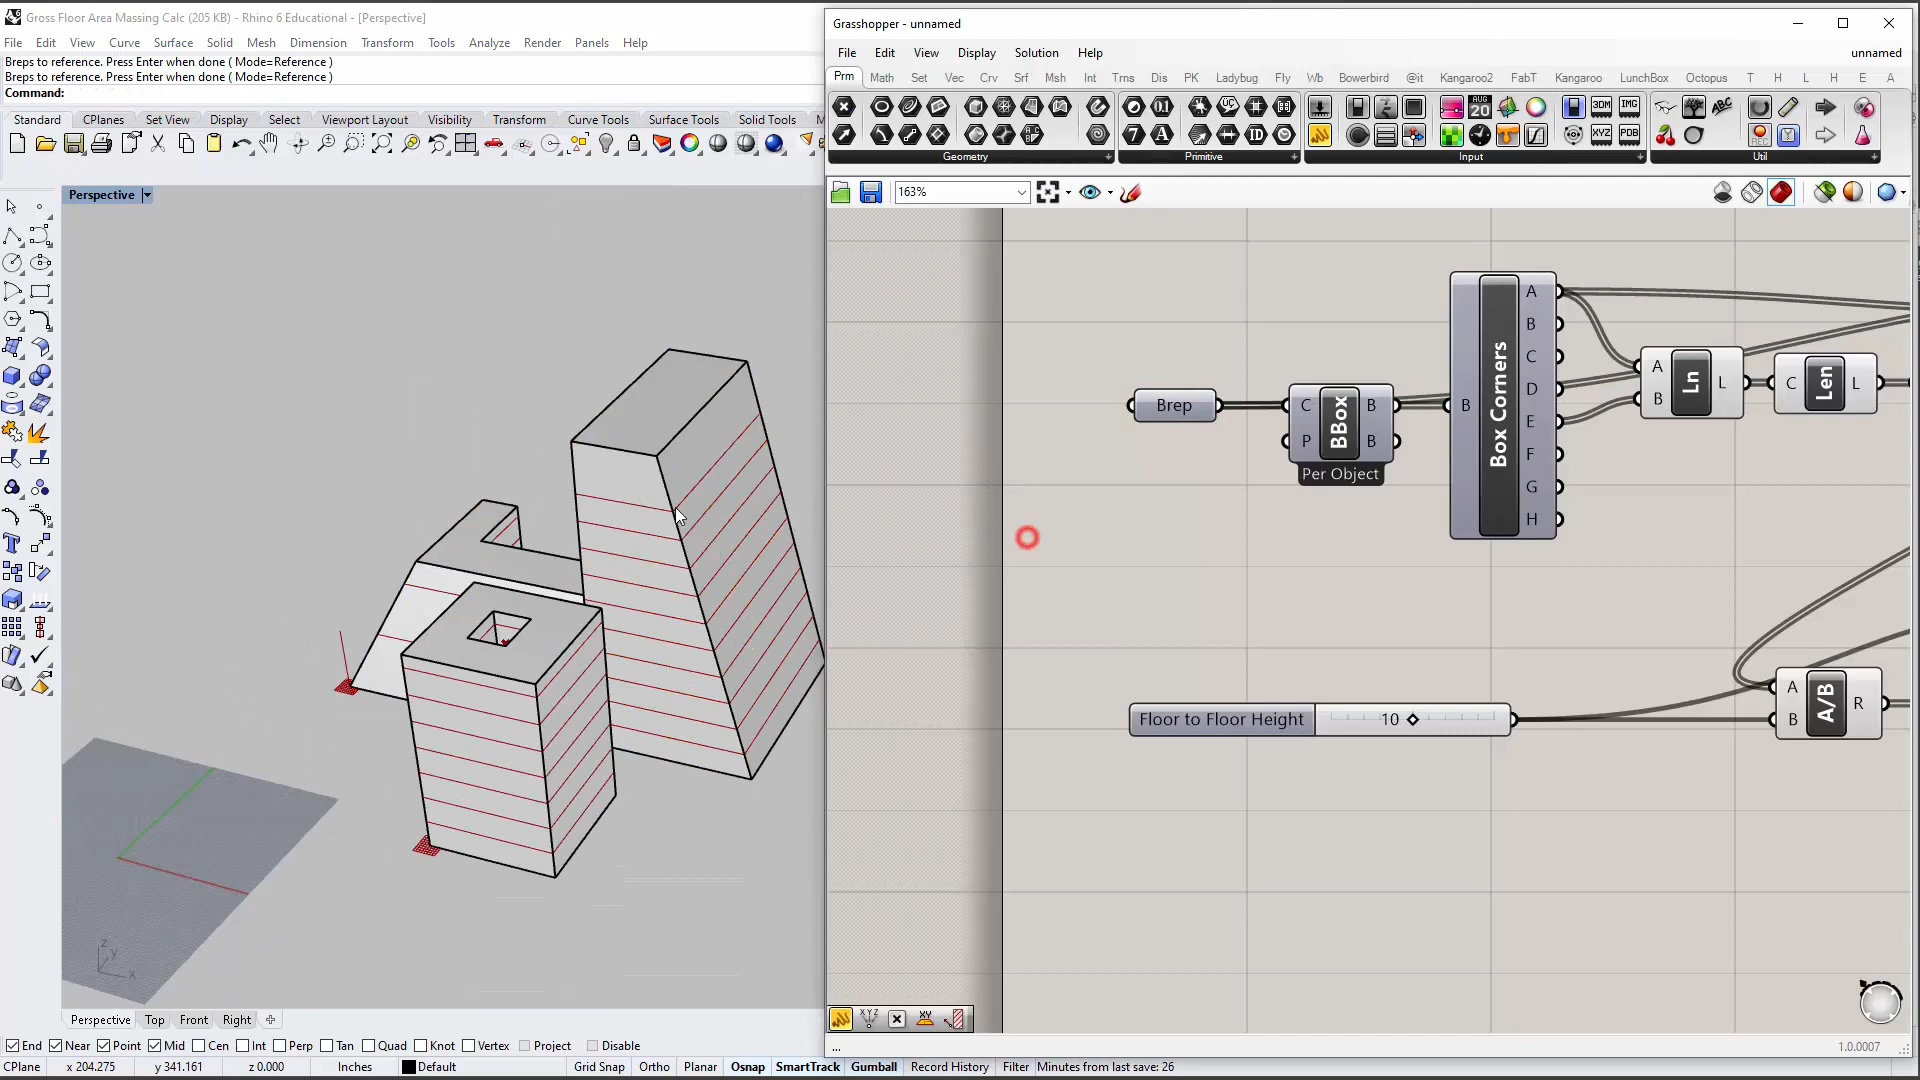 Gross Floor Area Massing Calc (205 KB) - Rhino 6 Educational - [Perspective]
File Edit View Curve Surface Solid Mesh Dimension Transform Tools Analyze Render Panels Help
Breps to reference. Press Enter when done ( Mode=Reference )
Breps to reference. Press Enter when done ( Mode=Reference )
Command:
Standard CPlanes Set View Display Select Viewport Layout Visibility Transform Curve Tools Surface Tools Solid Tools M
Perspective
z
y
x
Perspective Top Front Right
End Near Point Mid Cen Int Perp Tan Quad Knot Vertex Project Disable
CPlane x 204.275 y 341.161 z 0.000 Inches Default Grid Snap Ortho Planar Osnap SmartTrack Gumball Record History Filter Minutes from last save: 26
Grasshopper - unnamed
File Edit View Display Solution Help unnamed
Prm Math Set Vec Crv Srf Msh Int Trns Dis PK Ladybug Fly Wb Bowerbird @it Kangaroo2 FabT Kangaroo LunchBox Octopus T H L H E A
Geometry Primitive Input Util
163%
Brep
C P BBox B B
Per Object
B Box Corners A B C D E F G H
A B Ln L
C Len L
Floor to Floor Height 10
A B A/B R
...
1.0.0007